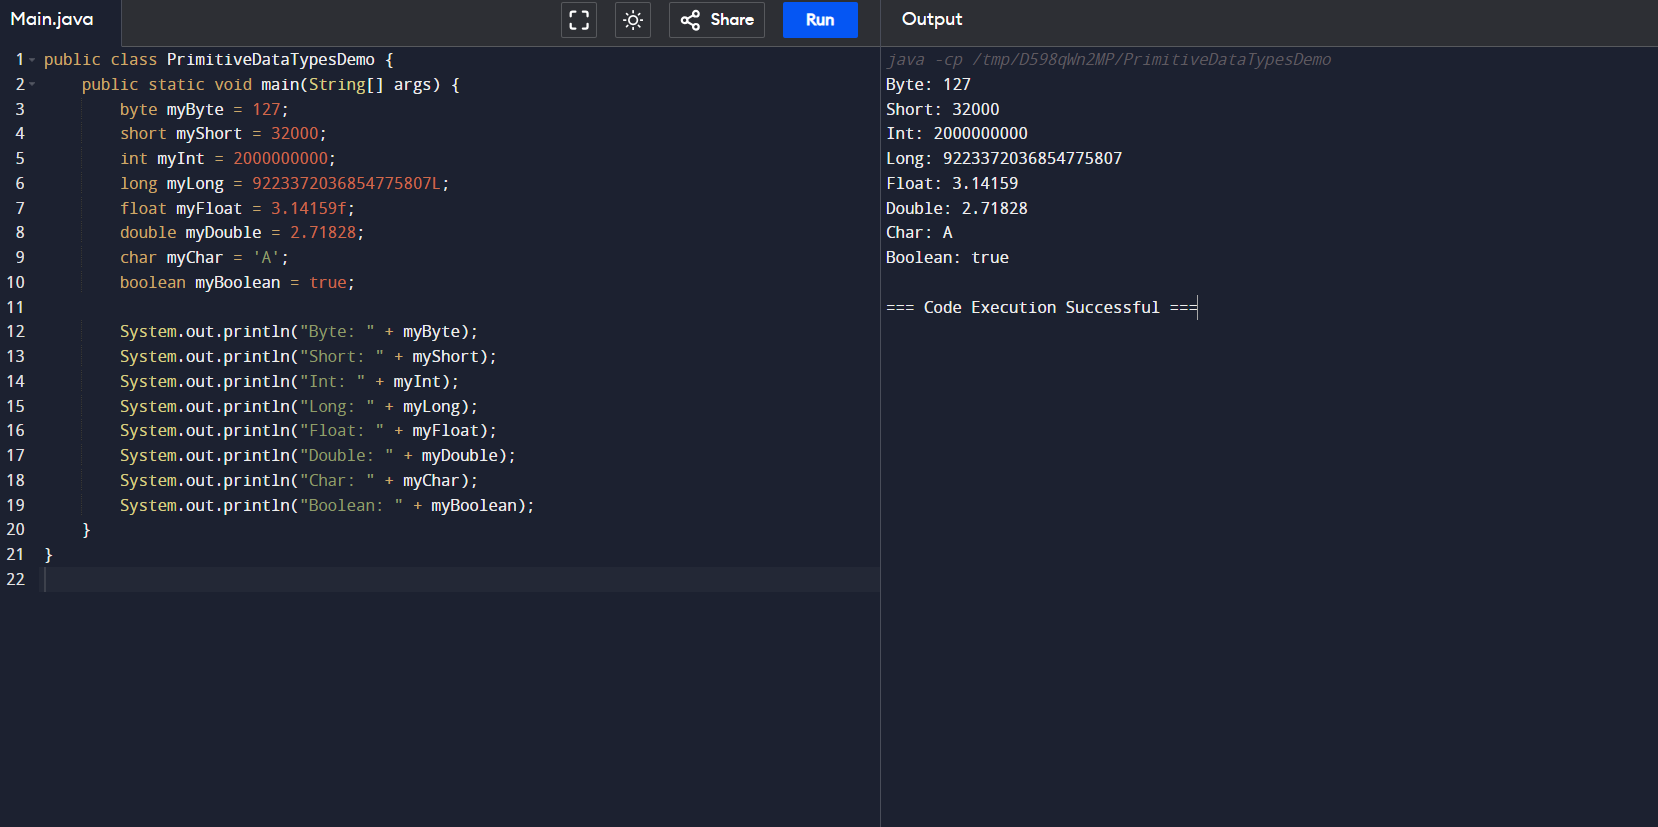 Main.java
Share
Run
Output
1 public class PrimitiveDataTypesDemo {
2     public static void main(String[] args) {
3         byte myByte = 127;
4         short myShort = 32000;
5         int myInt = 2000000000;
6         long myLong = 9223372036854775807L;
7         float myFloat = 3.14159f;
8         double myDouble = 2.71828;
9         char myChar = 'A';
10         boolean myBoolean = true;
11
12         System.out.println("Byte: " + myByte);
13         System.out.println("Short: " + myShort);
14         System.out.println("Int: " + myInt);
15         System.out.println("Long: " + myLong);
16         System.out.println("Float: " + myFloat);
17         System.out.println("Double: " + myDouble);
18         System.out.println("Char: " + myChar);
19         System.out.println("Boolean: " + myBoolean);
20     }
21 }
22
java -cp /tmp/D598qWn2MP/PrimitiveDataTypesDemo
Byte: 127
Short: 32000
Int: 2000000000
Long: 9223372036854775807
Float: 3.14159
Double: 2.71828
Char: A
Boolean: true
=== Code Execution Successful ===